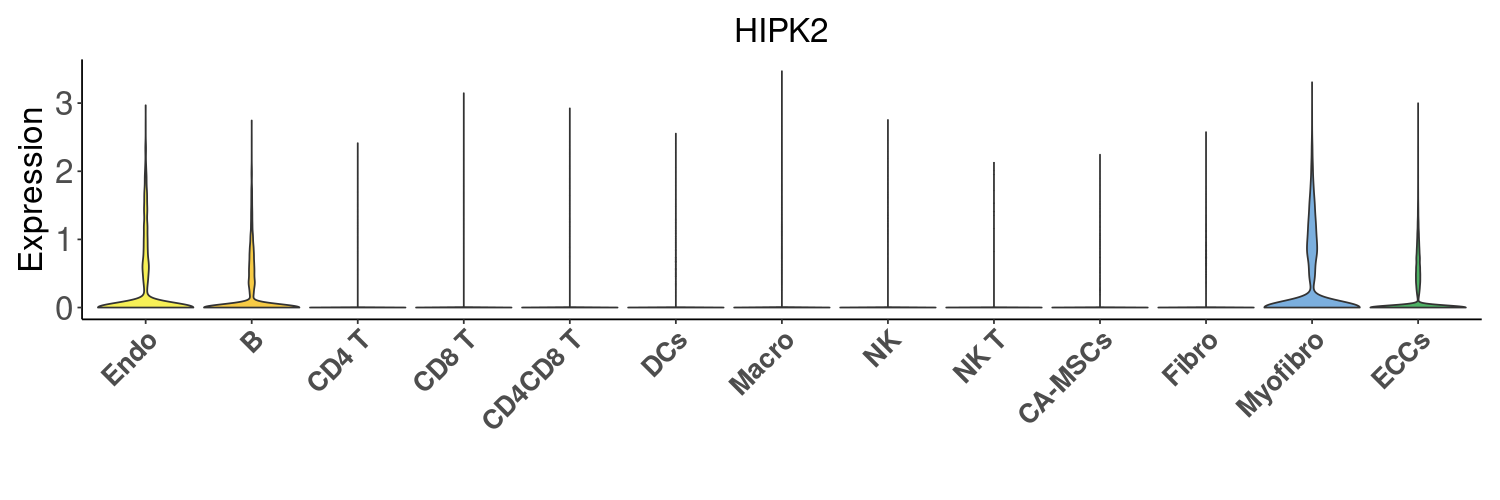 HIPK2
Expression
3
2
1
0
Endo
B
CD4 T
CD8 T
CD4CD8 T
DCs
Macro
NK
NK T
CA-MSCs
Fibro
Myofibro
ECCs